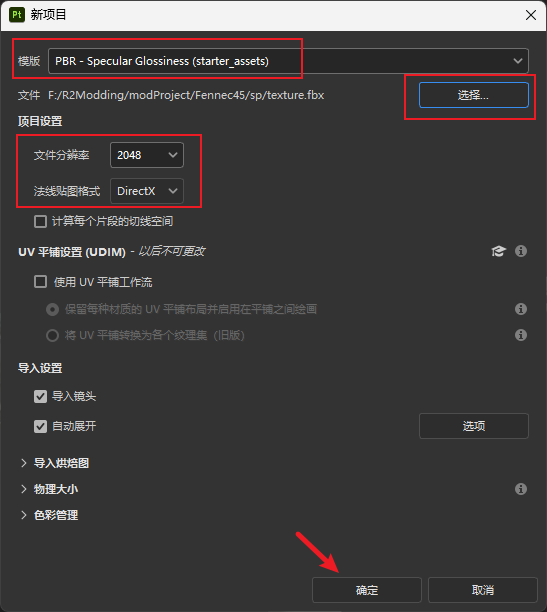 Pt 新项目
模版 PBR - Specular Glossiness (starter_assets)
文件 F:/R2Modding/modProject/Fennec45/sp/texture.fbx 选择...
项目设置
文件分辨率 2048
法线贴图格式 DirectX
计算每个片段的切线空间
UV 平铺设置 (UDIM) - 以后不可更改
使用 UV 平铺工作流
保留每种材质的 UV 平铺布局并启用在平铺之间绘画
将 UV 平铺转换为各个纹理集（旧版）
导入设置
导入镜头
自动展开 选项
导入烘焙图
物理大小
色彩管理
确定 取消